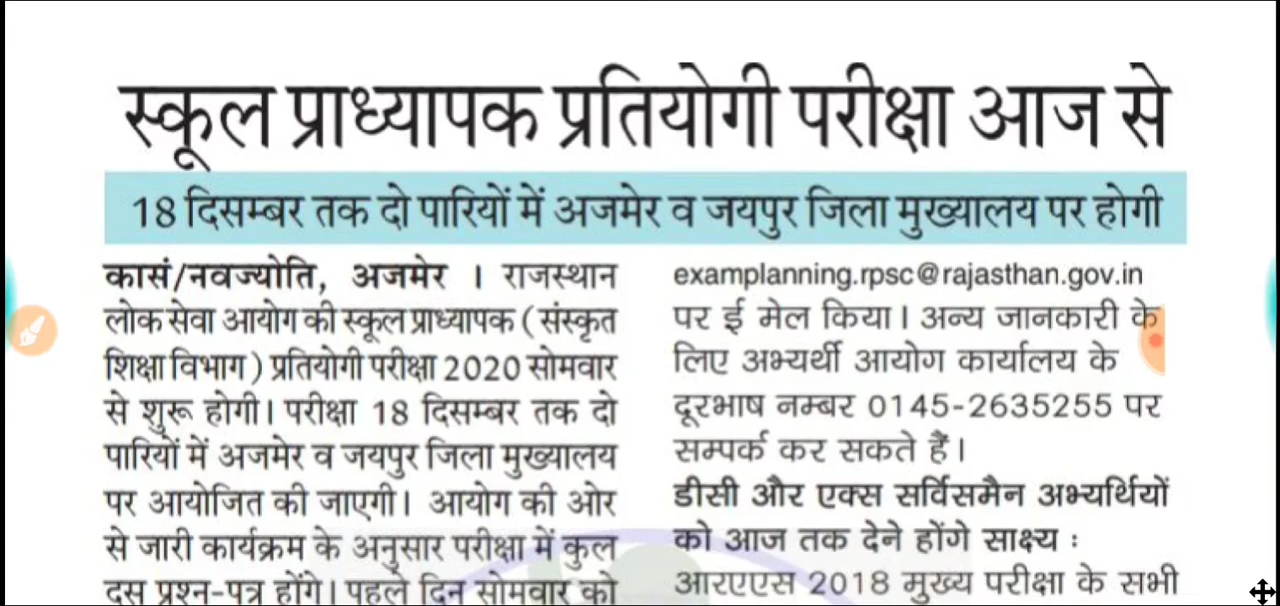 स्कूल प्राध्यापक प्रतियोगी परीक्षा आज से
18 दिसम्बर तक दो पारियों में अजमेर व जयपुर जिला मुख्यालय पर होगी
कासं/नवज्योति, अजमेर । राजस्थान
लोक सेवा आयोग की स्कूल प्राध्यापक ( संस्कृत
शिक्षा विभाग ) प्रतियोगी परीक्षा 2020 सोमवार
से शुरू होगी। परीक्षा 18 दिसम्बर तक दो
पारियों में अजमेर व जयपुर जिला मुख्यालय
पर आयोजित की जाएगी। आयोग की ओर
से जारी कार्यक्रम के अनुसार परीक्षा में कुल
दस प्रश्न-पत्र होंगे। पहले दिन सोमवार को
examplanning.rpsc@rajasthan.gov.in
पर ई मेल किया। अन्य जानकारी के
लिए अभ्यर्थी आयोग कार्यालय के
दूरभाष नम्बर 0145-2635255 पर
सम्पर्क कर सकते हैं।
डीसी और एक्स सर्विसमैन अभ्यर्थियों
को आज तक देने होंगे साक्ष्य :
आरएएस 2018 मुख्य परीक्षा के सभी